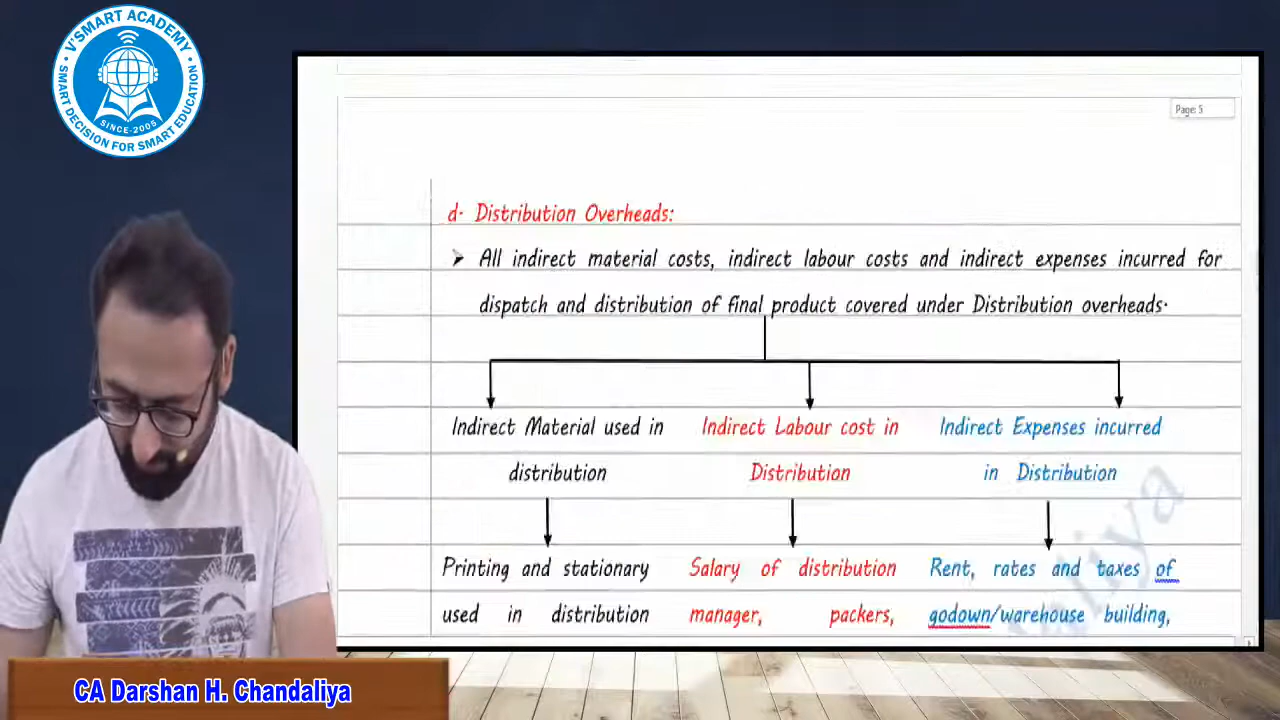 V'SMART ACADEMY
SMART DECISION FOR SMART EDUCATION
SINCE-2005
Page: 5
d. Distribution Overheads:
➢ All indirect material costs, indirect labour costs and indirect expenses incurred for
dispatch and distribution of final product covered under Distribution overheads.
Indirect Material used in
distribution
Indirect Labour cost in
Distribution
Indirect Expenses incurred
in Distribution
Printing and stationary
used in distribution
Salary of distribution
manager, packers,
Rent, rates and taxes of
godown/warehouse building,
CA Darshan H. Chandaliya